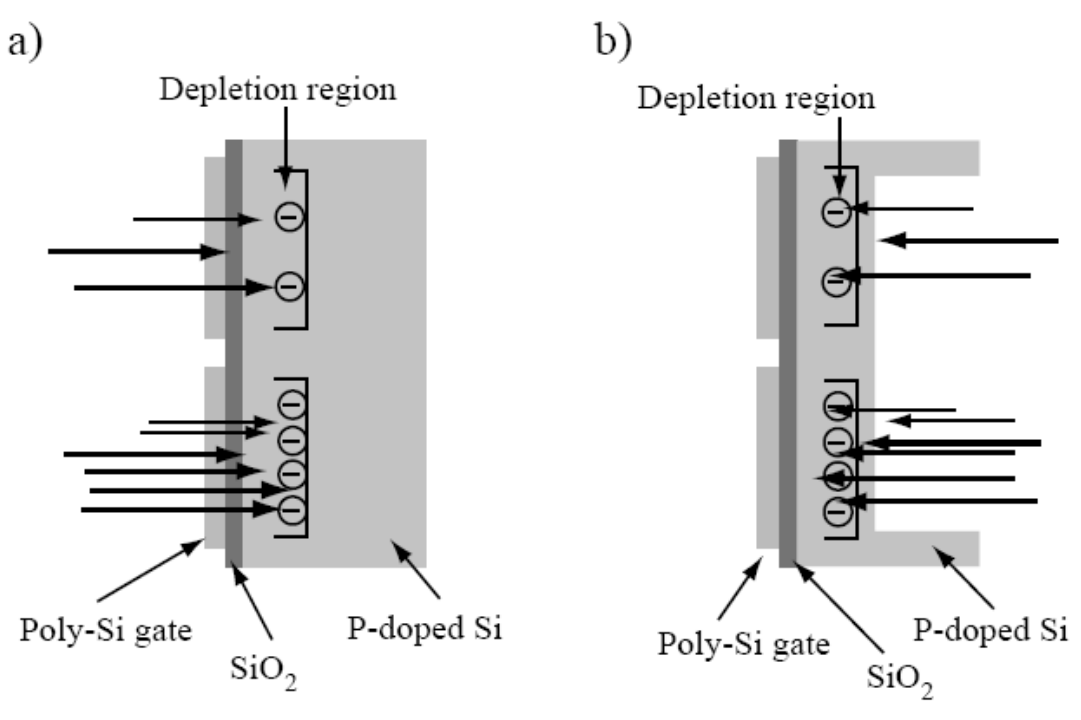 a)
Depletion region
Poly-Si gate
SiO2
P-doped Si
b)
Depletion region
Poly-Si gate
SiO2
P-doped Si